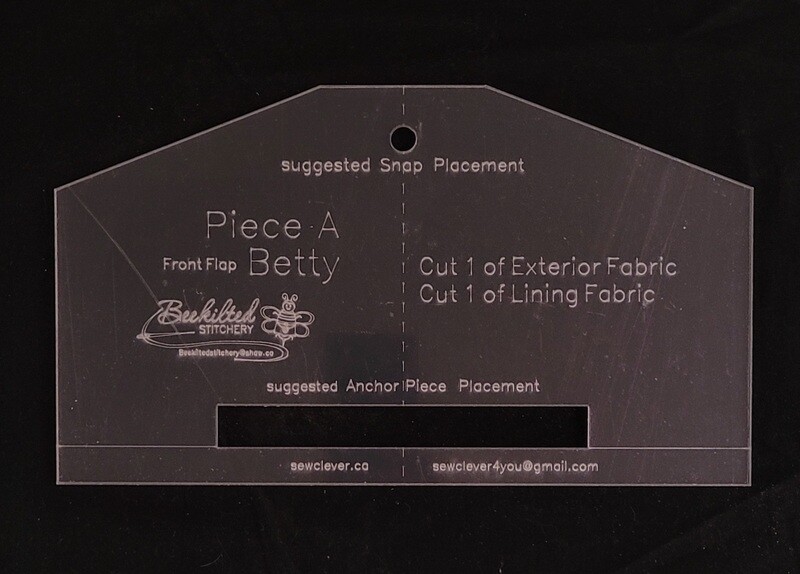 suggested Snap Placement
Piece A
Front Flap Betty
Cut 1 of Exterior Fabric
Cut 1 of Lining Fabric
Beekilted
STITCHERY
Beekiltedstitchery@shaw.ca
suggested Anchor Piece Placement
sewclever.ca
sewclever4you@gmail.com